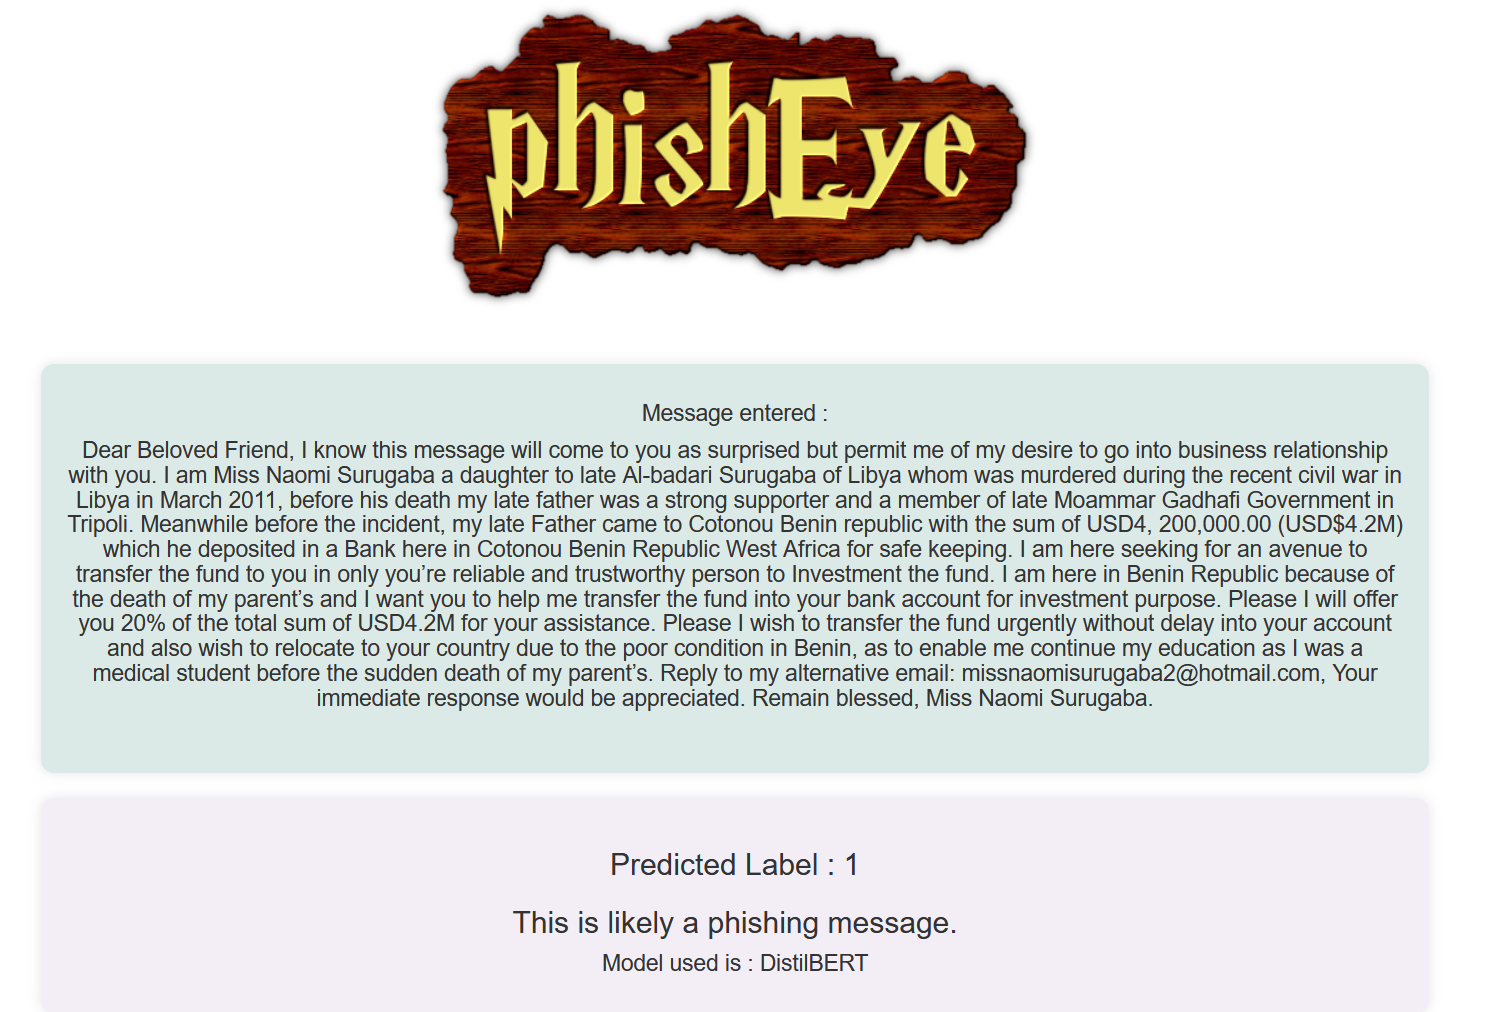 phishEye
Message entered :
Dear Beloved Friend, I know this message will come to you as surprised but permit me of my desire to go into business relationship
with you. I am Miss Naomi Surugaba a daughter to late Al-badari Surugaba of Libya whom was murdered during the recent civil war in
Libya in March 2011, before his death my late father was a strong supporter and a member of late Moammar Gadhafi Government in
Tripoli. Meanwhile before the incident, my late Father came to Cotonou Benin republic with the sum of USD4, 200,000.00 (USD$4.2M)
which he deposited in a Bank here in Cotonou Benin Republic West Africa for safe keeping. I am here seeking for an avenue to
transfer the fund to you in only you’re reliable and trustworthy person to Investment the fund. I am here in Benin Republic because of
the death of my parent’s and I want you to help me transfer the fund into your bank account for investment purpose. Please I will offer
you 20% of the total sum of USD4.2M for your assistance. Please I wish to transfer the fund urgently without delay into your account
and also wish to relocate to your country due to the poor condition in Benin, as to enable me continue my education as I was a
medical student before the sudden death of my parent’s. Reply to my alternative email: missnaomisurugaba2@hotmail.com, Your
immediate response would be appreciated. Remain blessed, Miss Naomi Surugaba.
Predicted Label : 1
This is likely a phishing message.
Model used is : DistilBERT